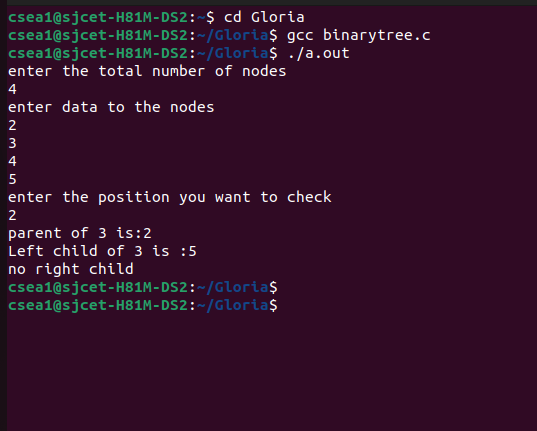 csea1@sjcet-H81M-DS2:~$ cd Gloria
csea1@sjcet-H81M-DS2:~/Gloria$ gcc binarytree.c
csea1@sjcet-H81M-DS2:~/Gloria$ ./a.out
enter the total number of nodes
4
enter data to the nodes
2
3
4
5
enter the position you want to check
2
parent of 3 is:2
Left child of 3 is :5
no right child
csea1@sjcet-H81M-DS2:~/Gloria$
csea1@sjcet-H81M-DS2:~/Gloria$